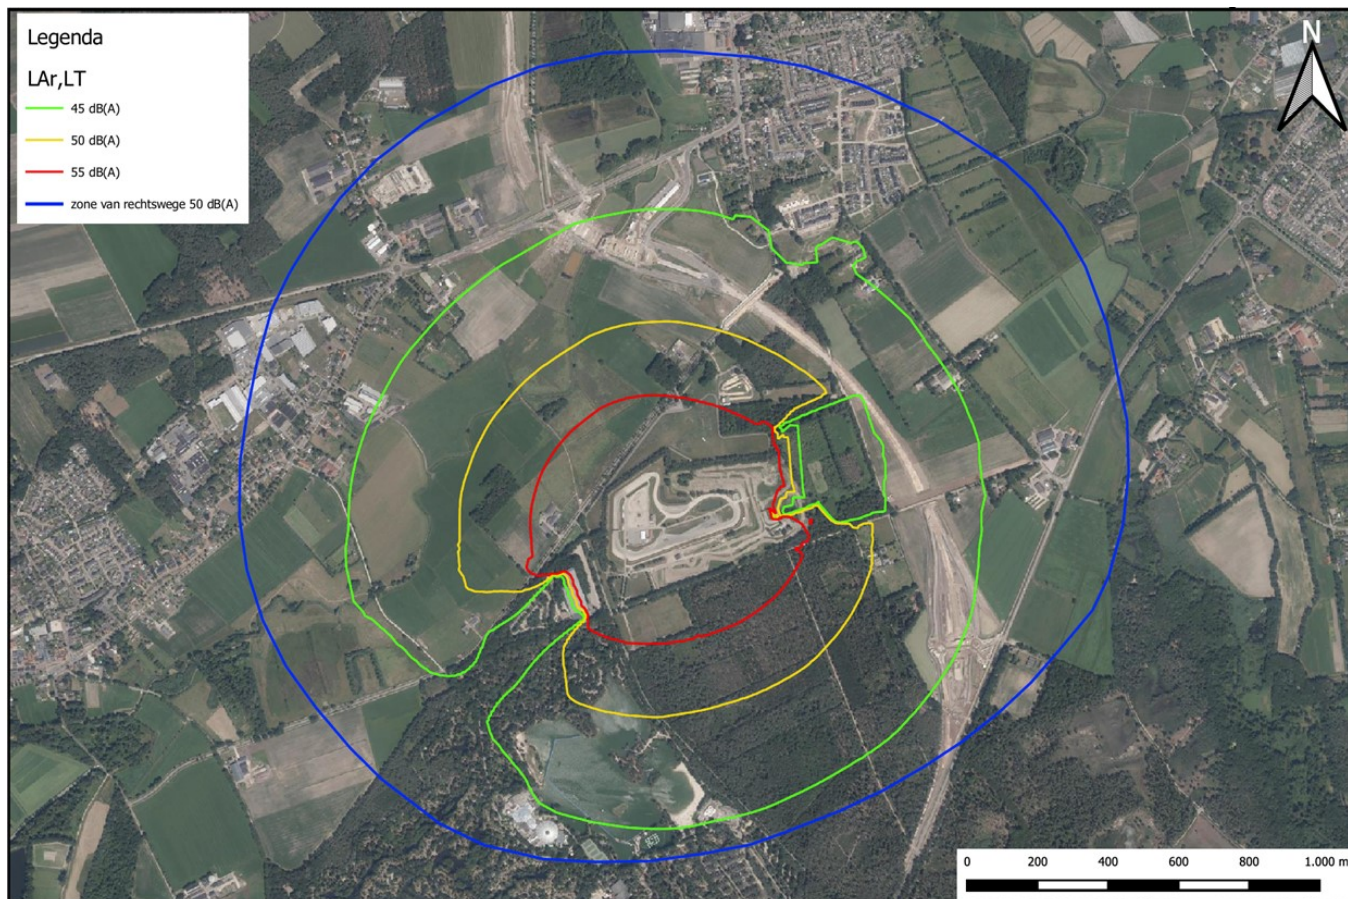 Legenda
LAr,LT
45 dB(A)
50 dB(A)
55 dB(A)
zone van rechtswege 50 dB(A)
N
0 200 400 600 800 1.000 m